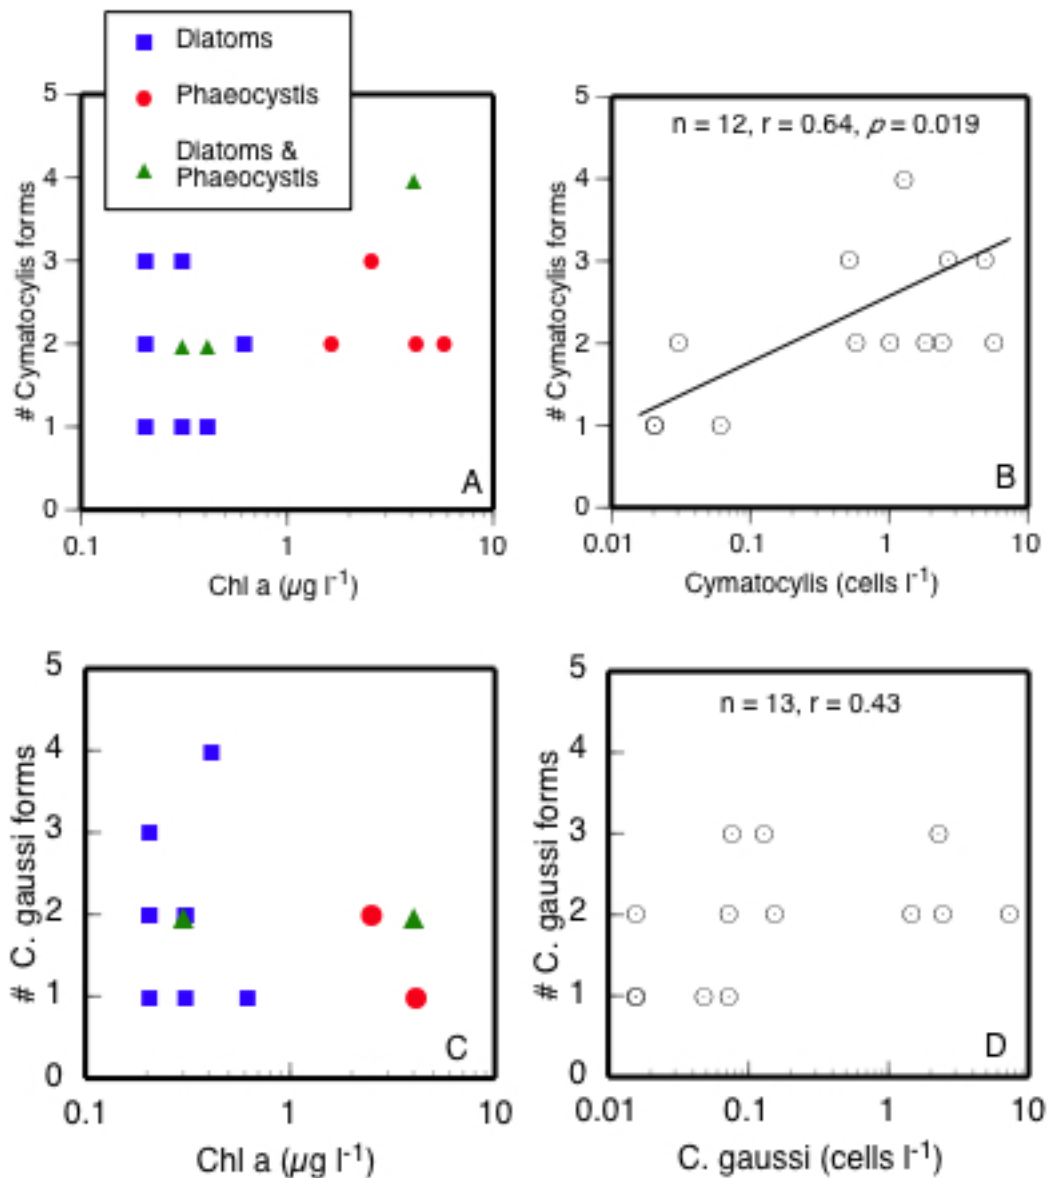 Diatoms
Phaeocystis
Diatoms &
Phaeocystis
5
4
3
2
1
0
# Cymatocylis forms
A
0.1 1 10
Chl a (µg l⁻¹)
n = 12, r = 0.64, p = 0.019
5
4
3
2
1
0
# Cymatocylis forms
B
0.01 0.1 1 10
Cymatocylis (cells l⁻¹)
5
4
3
2
1
0
# C. gaussi forms
C
0.1 1 10
Chl a (µg l⁻¹)
n = 13, r = 0.43
5
4
3
2
1
0
# C. gaussi forms
D
0.01 0.1 1 10
C. gaussi (cells l⁻¹)